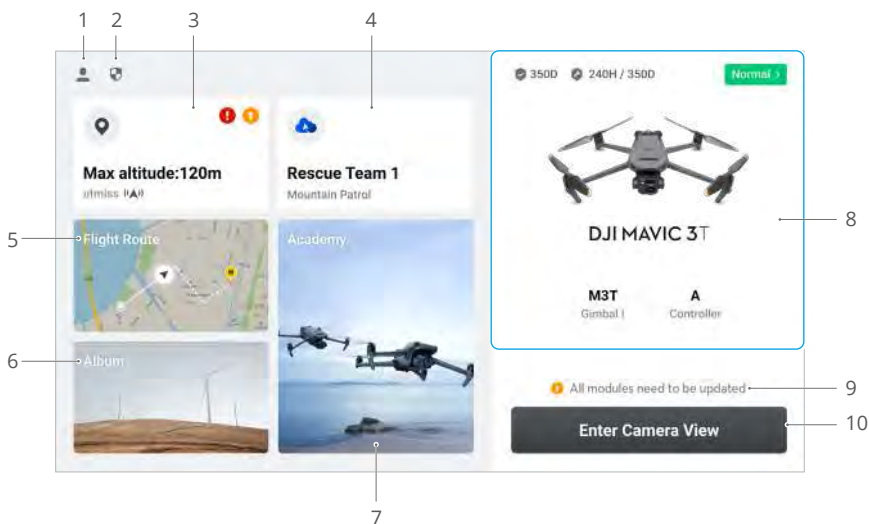 1 2 3 4
350D 240H / 350D Normal >
Max altitude:120m
utmiss
Rescue Team 1
Mountain Patrol
5 Flight Route
Academy
DJI MAVIC 3T
8
M3T
Gimbal I
A
Controller
6 Album
All modules need to be updated 9
Enter Camera View 10
7